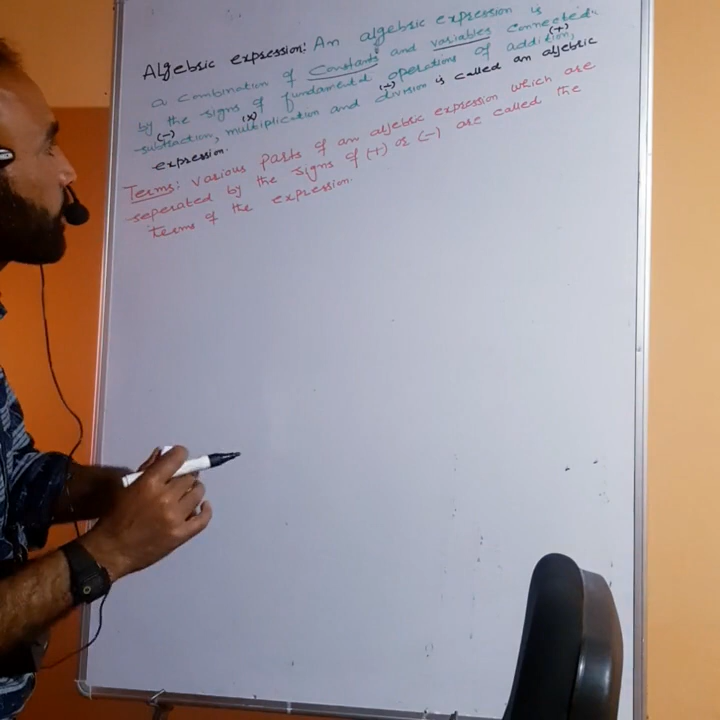 Algebric expression: An algebric expression is
a combination of Constants and variables connected
by the signs of fundamental operations of addition, (+)
subtraction, (-) multiplication (x) and division (÷) is called an algebric
expression.
Terms: Various parts of an algebric expression which are
seperated by the signs of (+) or (-) are called the
terms of the expression.